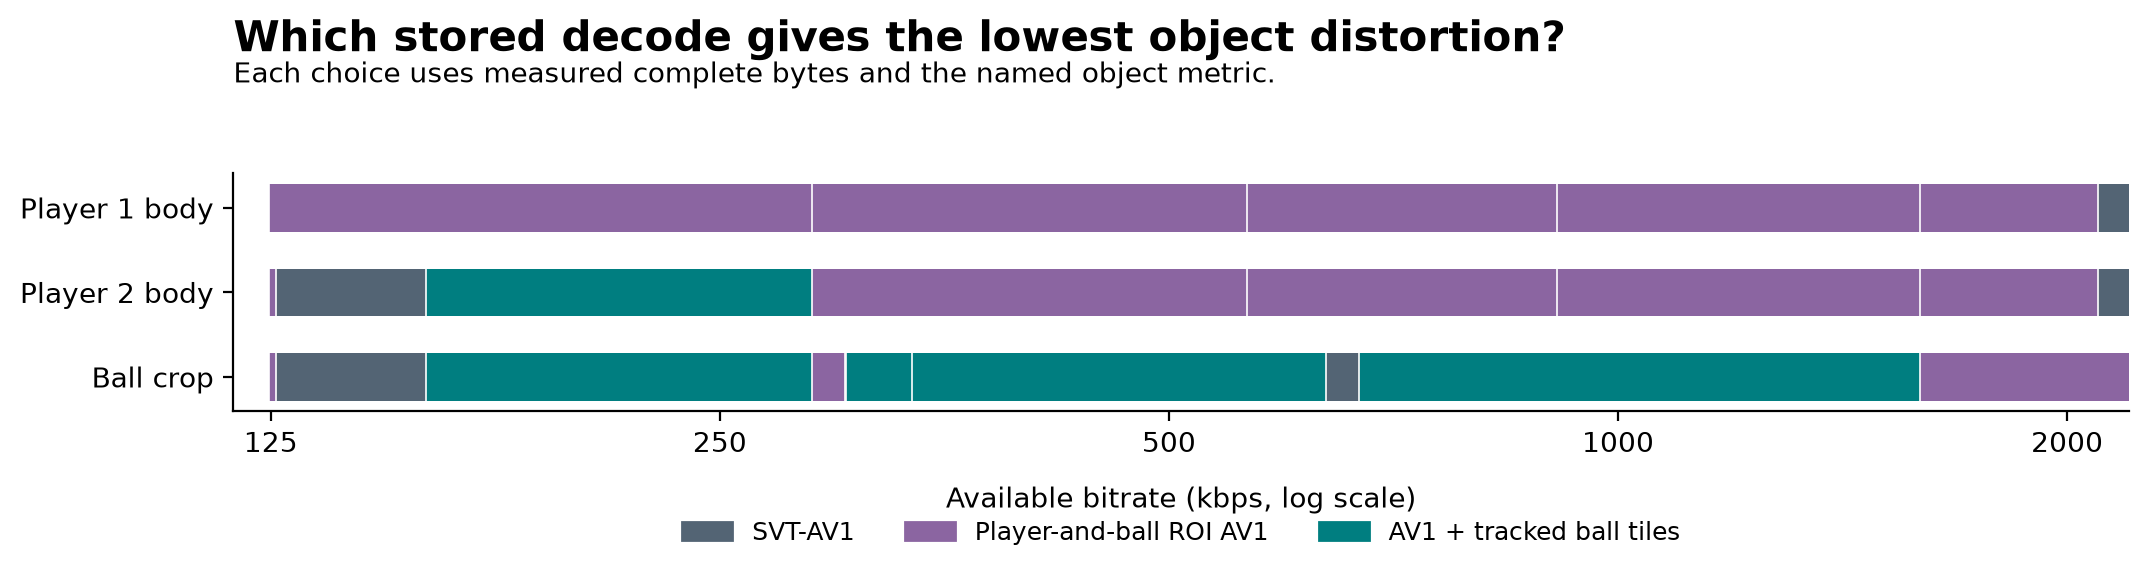 Which stored decode gives the lowest object distortion?
Each choice uses measured complete bytes and the named object metric.
Player 1 body
Player 2 body
Ball crop
125 250 500 1000 2000
Available bitrate (kbps, log scale)
SVT-AV1 Player-and-ball ROI AV1 AV1 + tracked ball tiles